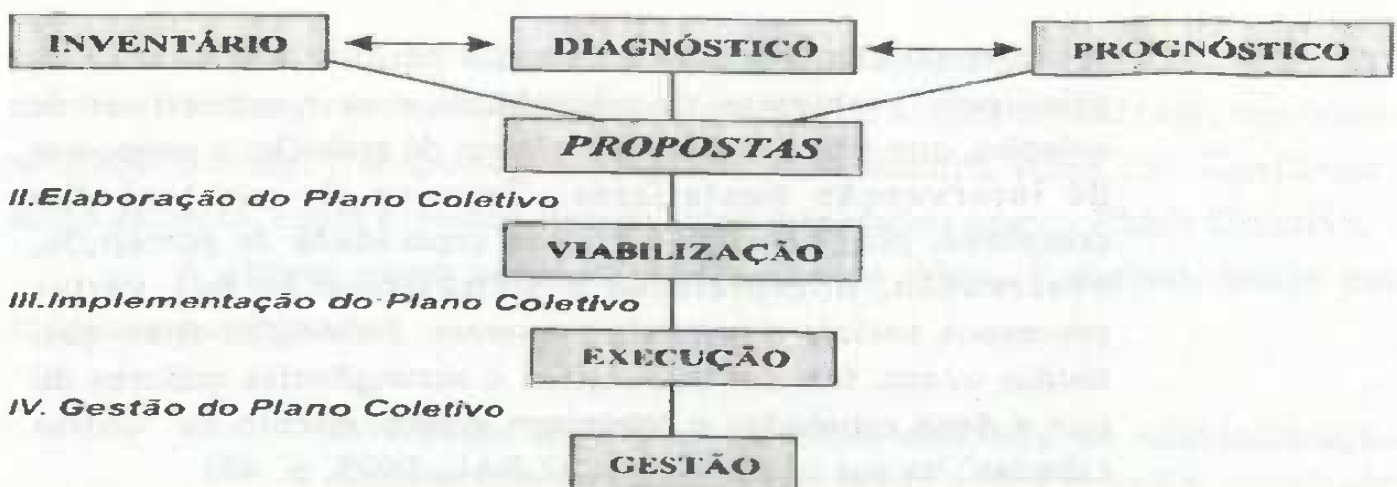 INVENTÁRIO DIAGNÓSTICO PROGNÓSTICO
PROPOSTAS
II.Elaboração do Plano Coletivo
VIABILIZAÇÃO
III.Implementação do Plano Coletivo
EXECUÇÃO
IV. Gestão do Plano Coletivo
GESTÃO